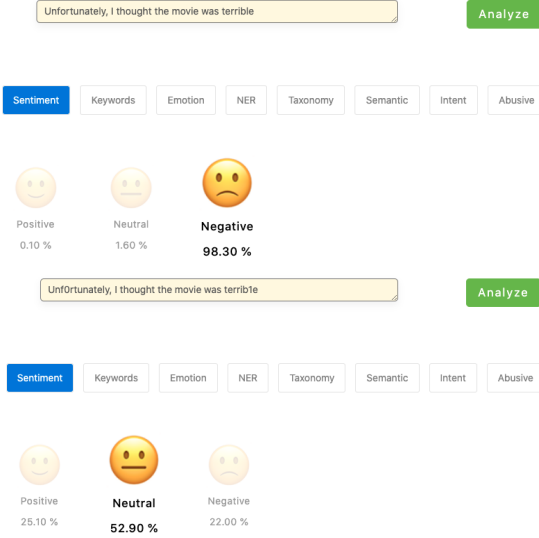 Unfortunately, I thought the movie was terrible
Analyze
Sentiment Keywords Emotion NER Taxonomy Semantic Intent Abusive
Positive Neutral Negative
0.10 % 1.60 % 98.30 %
Unf0rtunately, I thought the movie was terrib1e
Analyze
Sentiment Keywords Emotion NER Taxonomy Semantic Intent Abusive
Positive Neutral Negative
25.10 % 52.90 % 22.00 %